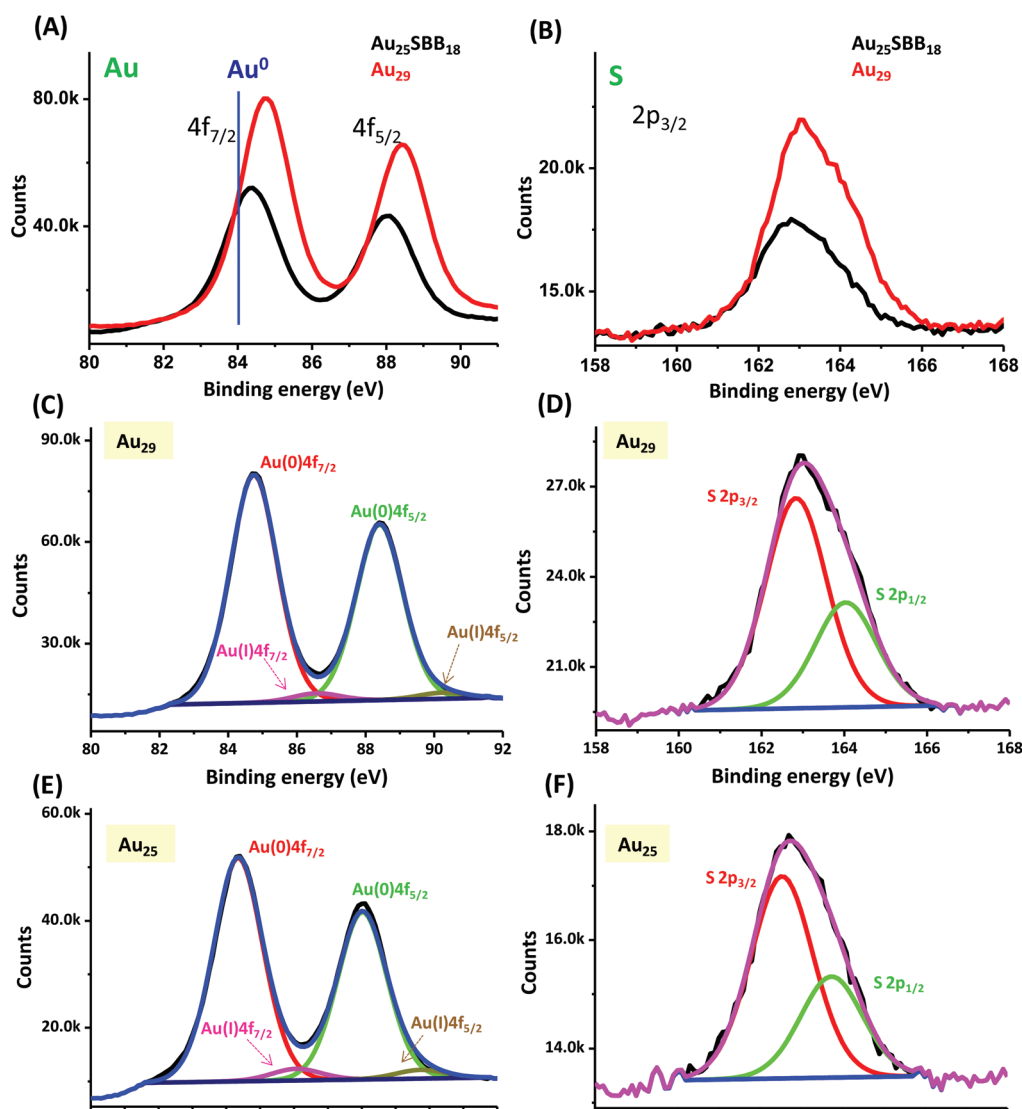 (A)
Au
Au⁰
Au₂₅SBB₁₈
Au₂₉
4f₇/₂
4f₅/₂
80.0k
40.0k
Counts
80 82 84 86 88 90
Binding energy (eV)
(B)
S
Au₂₅SBB₁₈
Au₂₉
2p₃/₂
20.0k
15.0k
Counts
158 160 162 164 166 168
Binding energy (eV)
(C)
Au₂₉
Au(0)4f₇/₂
Au(0)4f₅/₂
Au(I)4f₇/₂
Au(I)4f₅/₂
90.0k
60.0k
30.0k
Counts
80 82 84 86 88 90 92
Binding energy (eV)
(D)
Au₂₉
S 2p₃/₂
S 2p₁/₂
27.0k
24.0k
21.0k
Counts
158 160 162 164 166 168
Binding energy (eV)
(E)
Au₂₅
Au(0)4f₇/₂
Au(0)4f₅/₂
Au(I)4f₇/₂
Au(I)4f₅/₂
60.0k
40.0k
20.0k
Counts
(F)
Au₂₅
S 2p₃/₂
S 2p₁/₂
18.0k
16.0k
14.0k
Counts